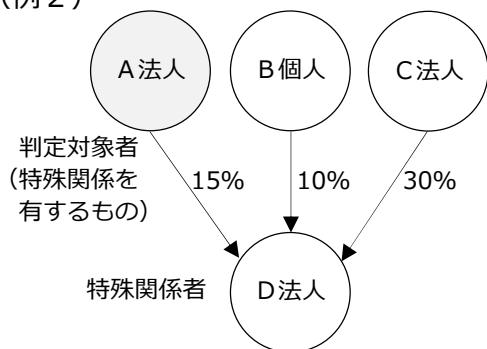 (例2)
A法人
B個人
C法人
判定対象者
(特殊関係を
有するもの)
15%
10%
30%
特殊関係者
D法人